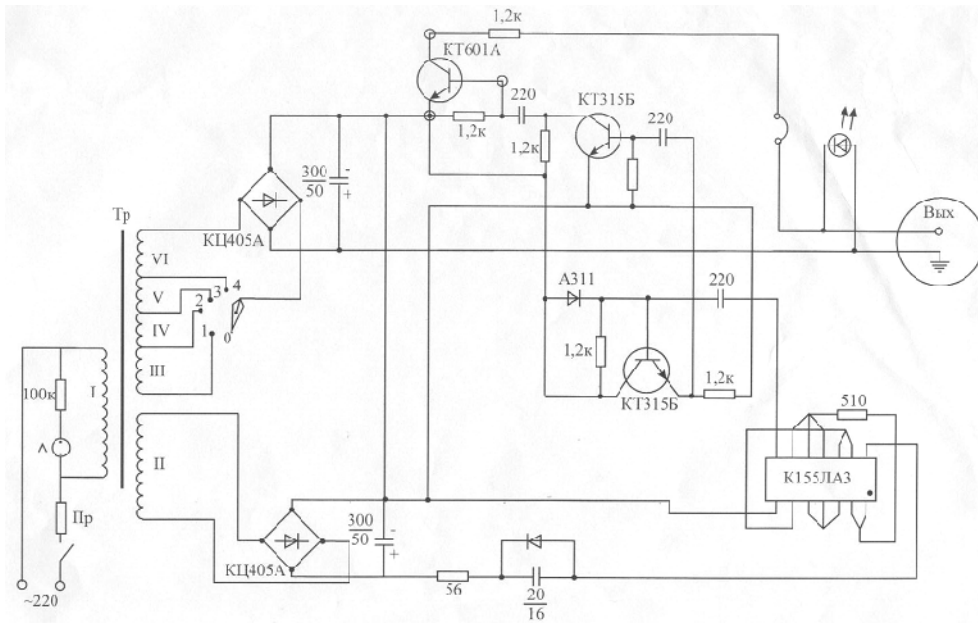 1,2к
КТ601А
220
КТ315Б
220
1,2к
1,2к
300
50
-
+
Тр
КЦ405А
Вых
VI
V
IV
III
4
3
2
1
0
А311
220
1,2к
КТ315Б
1,2к
100к
I
Л
II
510
К155ЛА3
Пр
300
50
-
+
КЦ405А
56
20
16
~220